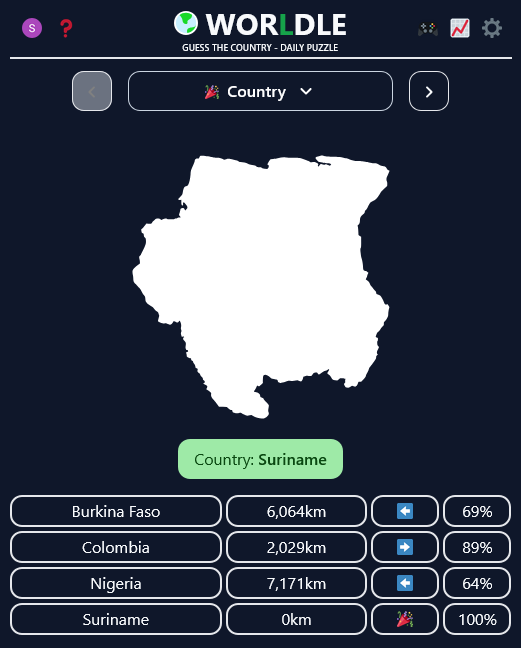 S
WORLDLE
GUESS THE COUNTRY - DAILY PUZZLE
Country
Country: Suriname
Burkina Faso 6,064km 69%
Colombia 2,029km 89%
Nigeria 7,171km 64%
Suriname 0km 100%